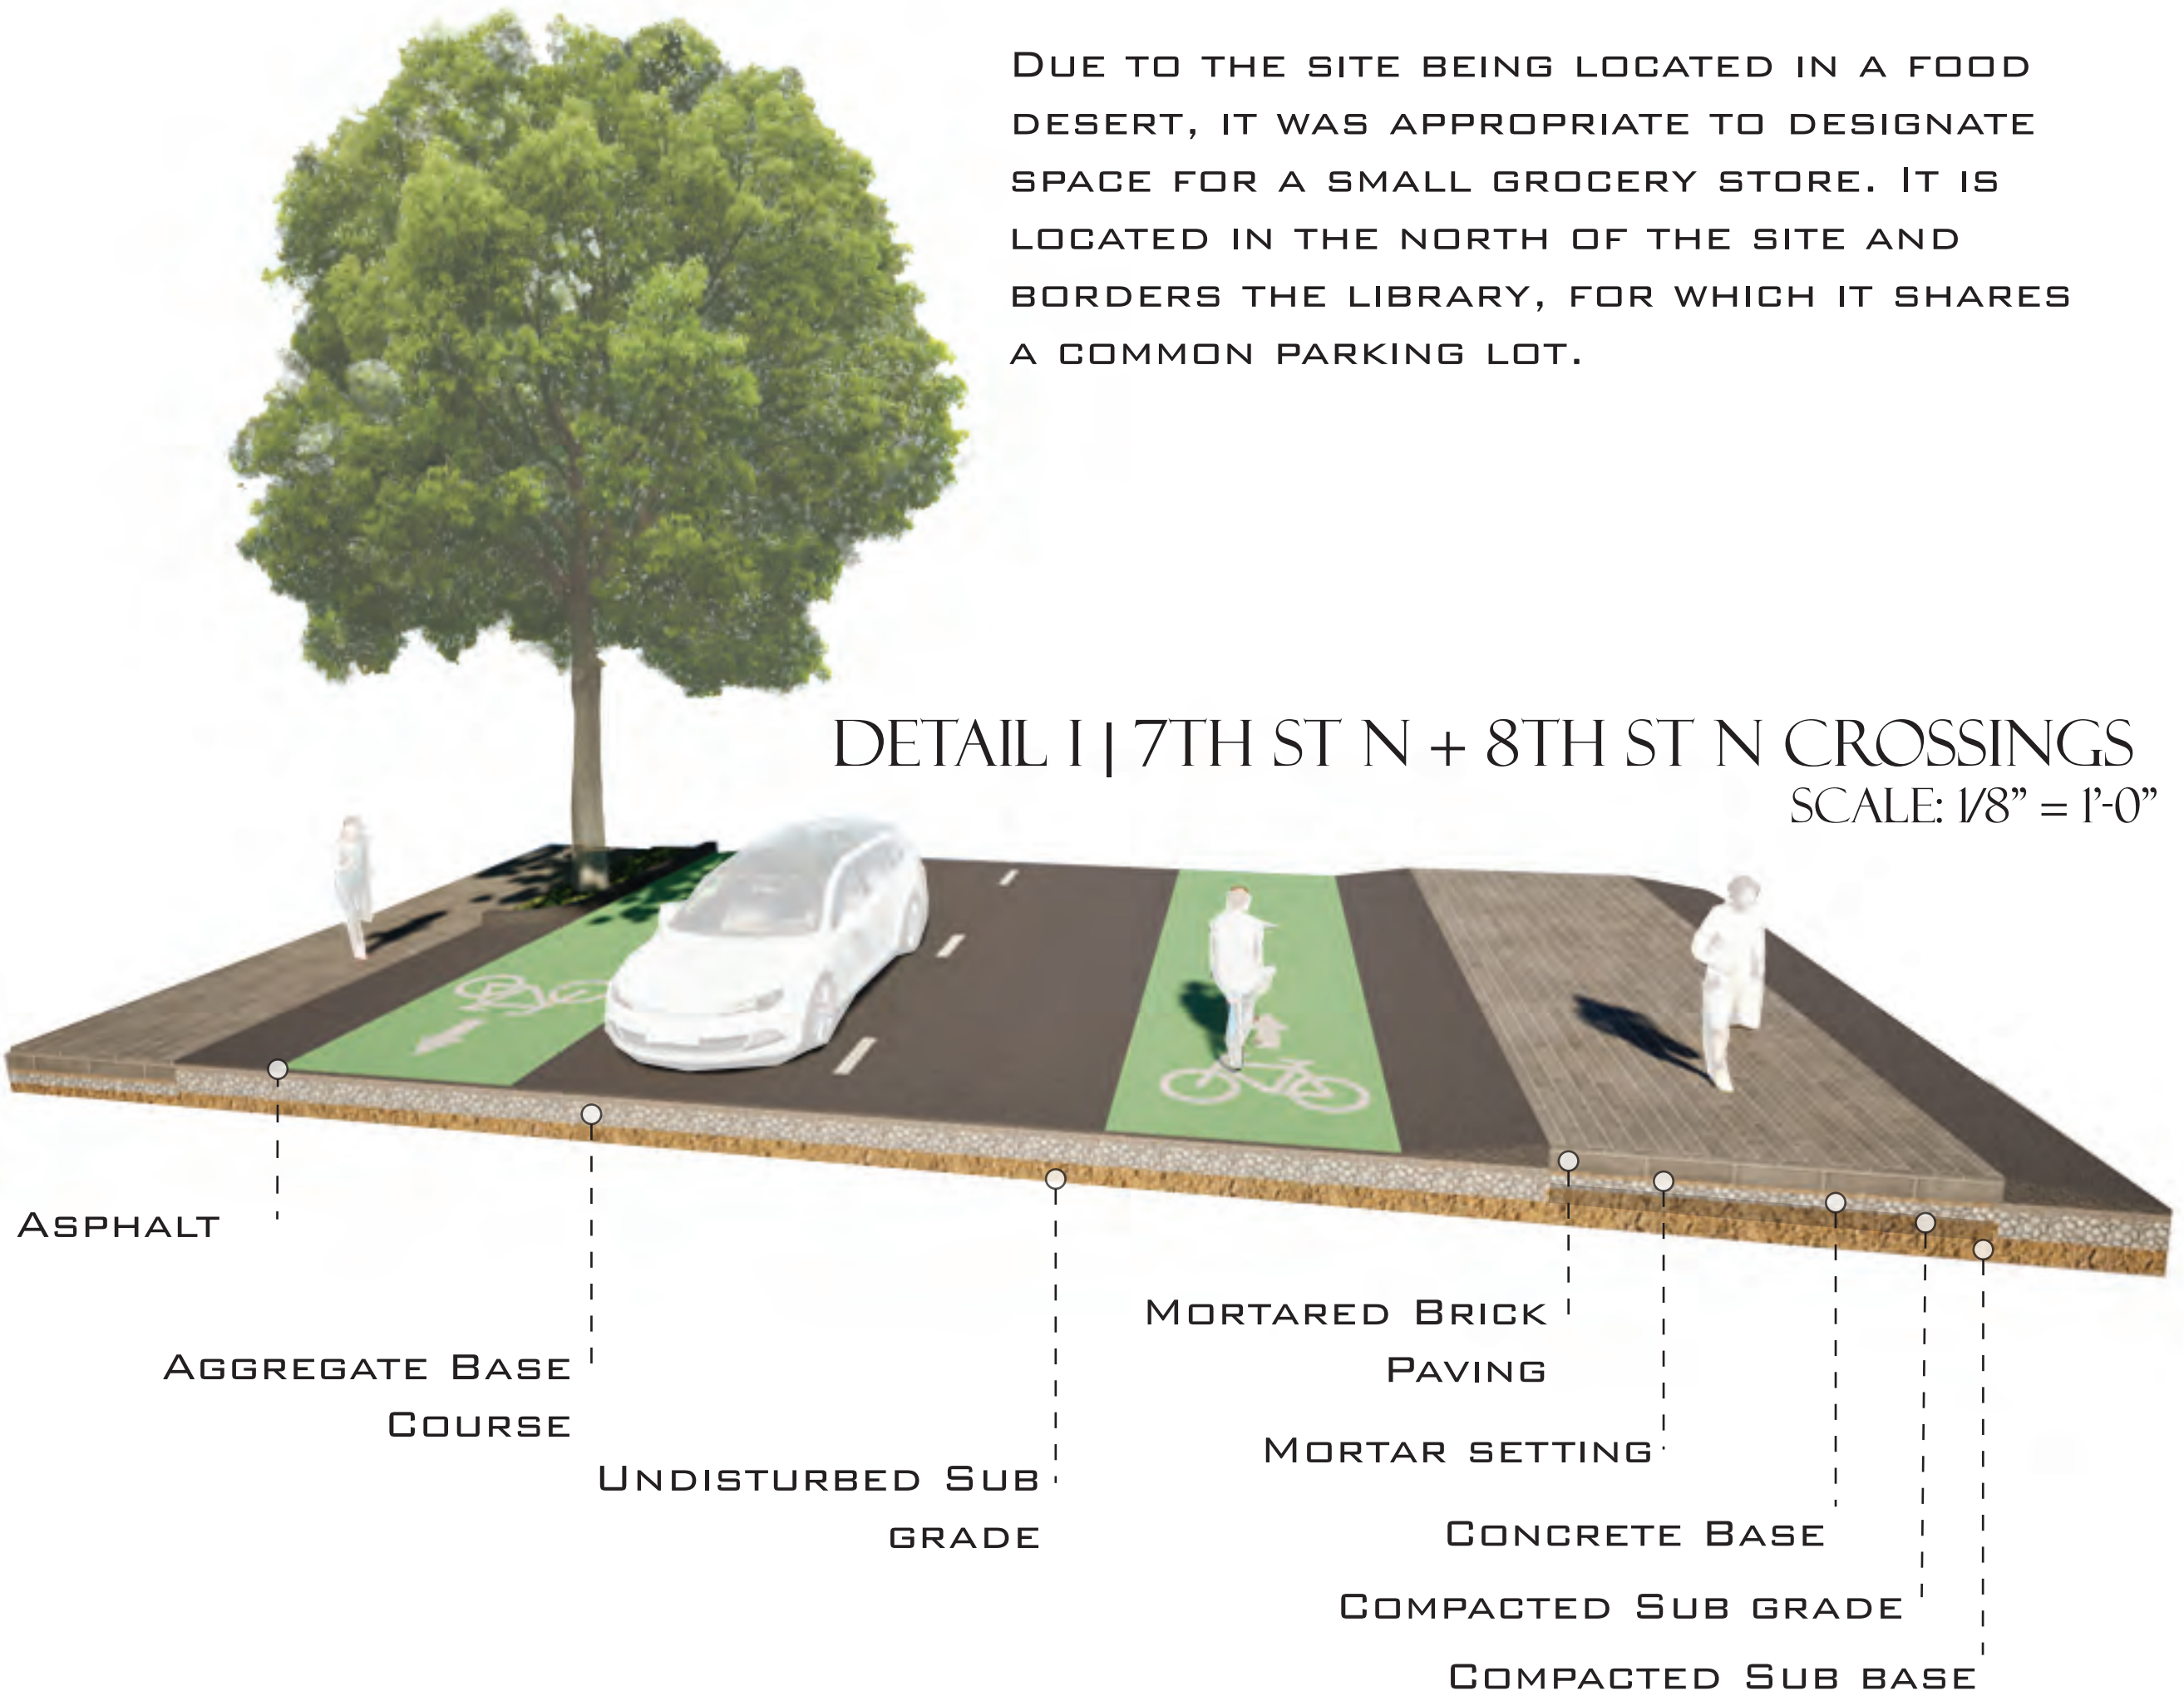 Due to the site being located in a food
desert, it was appropriate to designate
space for a small grocery store. It is
located in the north of the site and
borders the library, for which it shares
a common parking lot.
DETAIL I | 7TH ST N + 8TH ST N CROSSINGS
SCALE: 1/8” = 1’-0”
Asphalt
Aggregate Base
Course
Undisturbed Sub
grade
Mortared Brick
Paving
Mortar setting
Concrete Base
Compacted Sub grade
Compacted Sub base